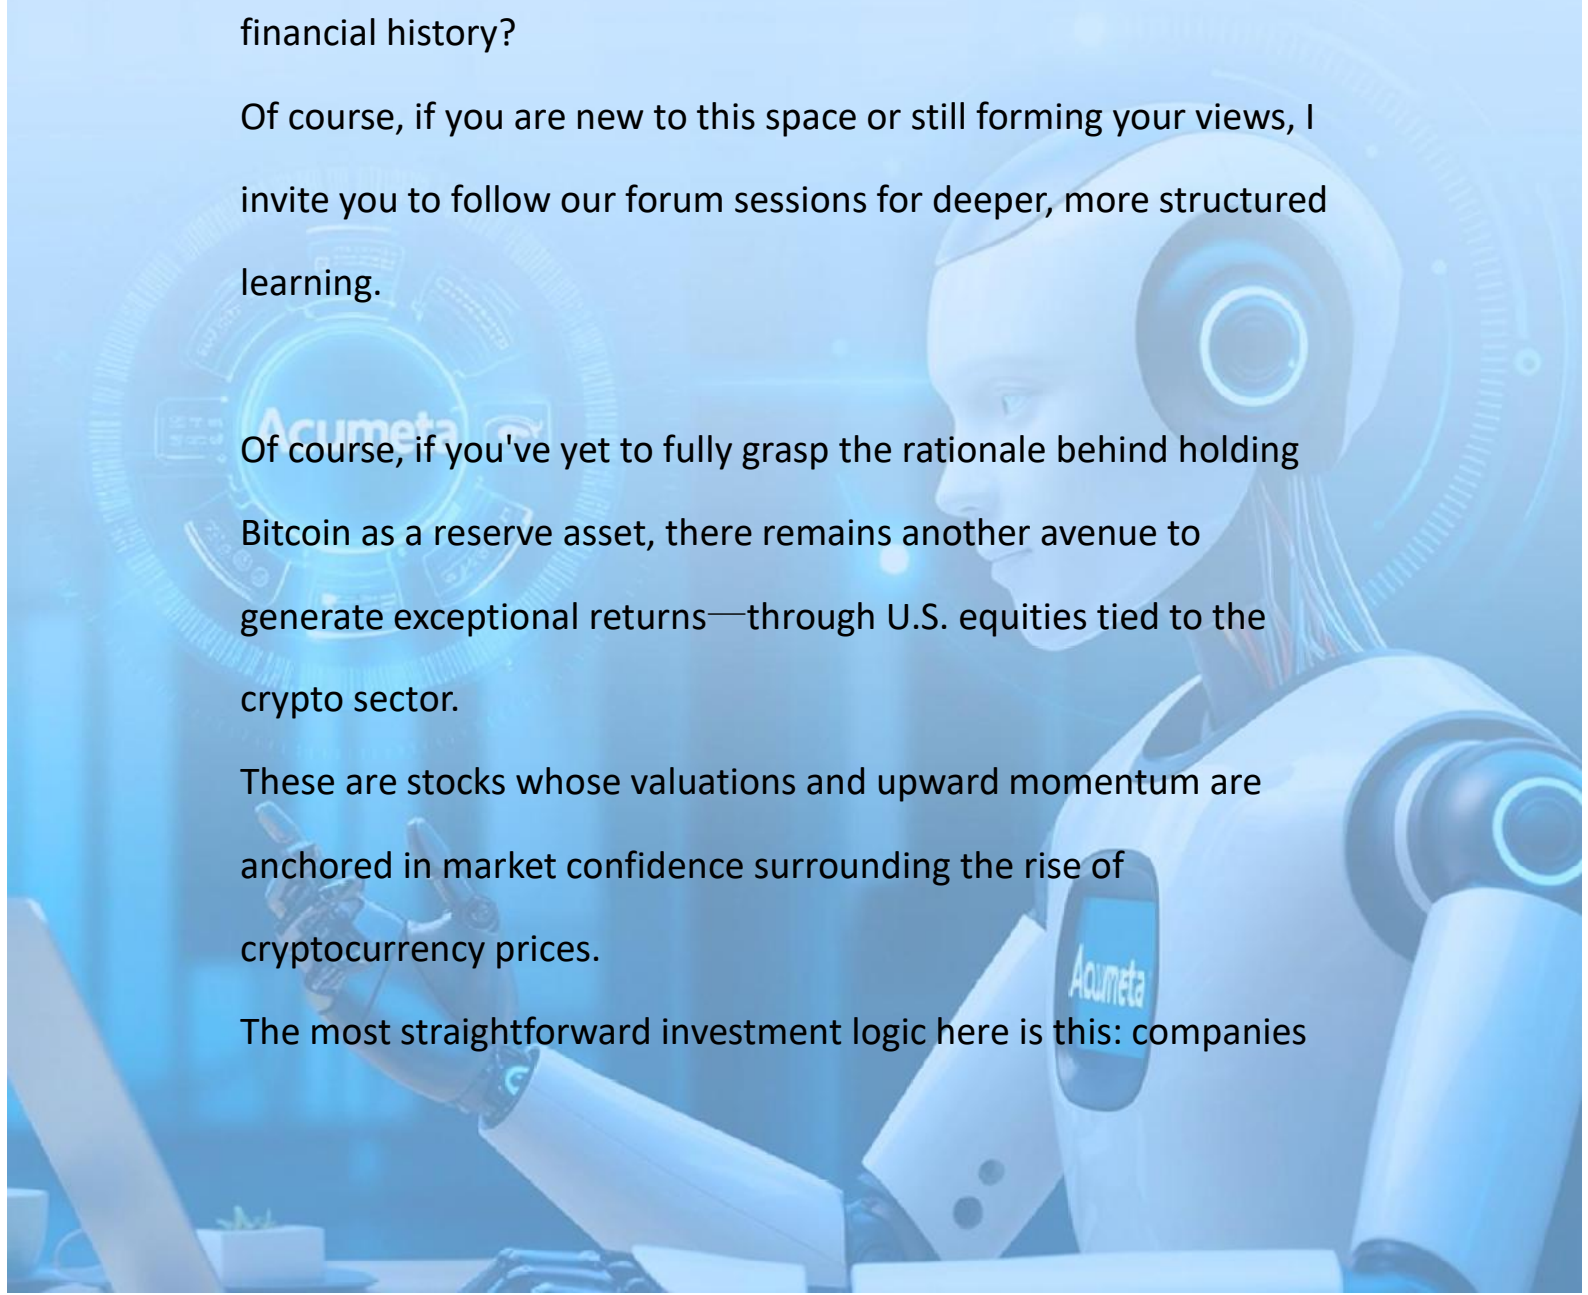 financial history?
Of course, if you are new to this space or still forming your views, I
invite you to follow our forum sessions for deeper, more structured
learning.
Acumeta
Of course, if you've yet to fully grasp the rationale behind holding
Bitcoin as a reserve asset, there remains another avenue to
generate exceptional returns—through U.S. equities tied to the
crypto sector.
These are stocks whose valuations and upward momentum are
anchored in market confidence surrounding the rise of
cryptocurrency prices.
Acumeta
The most straightforward investment logic here is this: companies